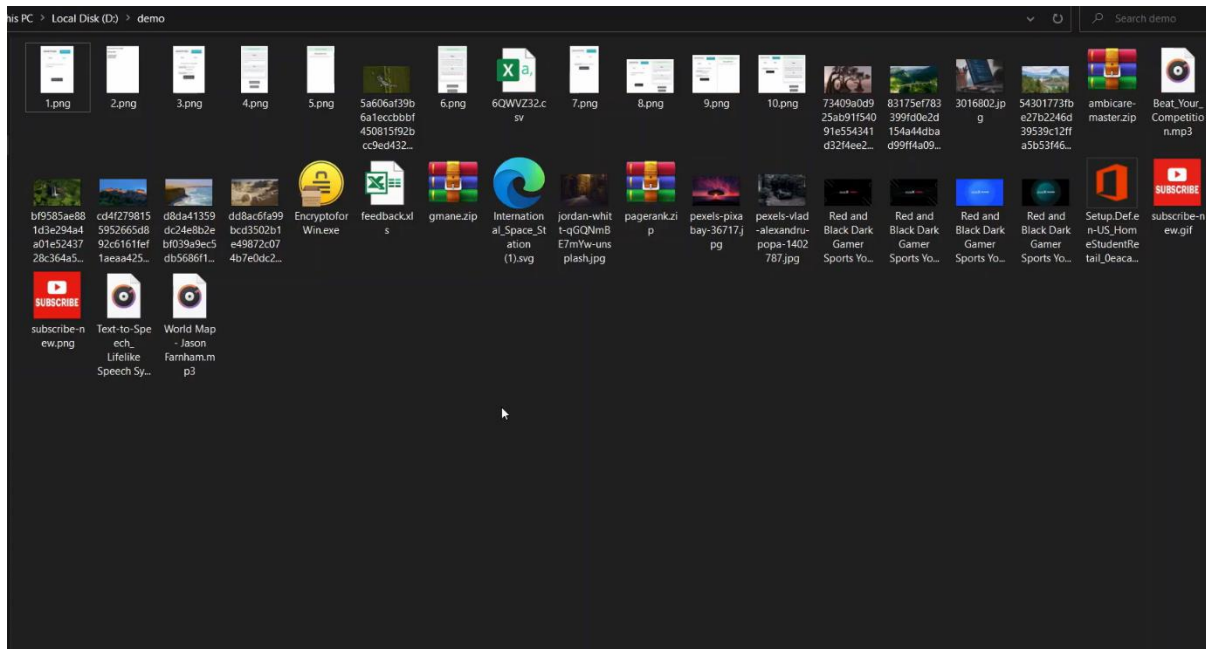 his PC > Local Disk (D:) > demo
Search demo
1.png
2.png
3.png
4.png
5.png
5a606af39b
6a1eccbbbf
450815f92b
cc9ed432...
6.png
a,
6QWVZ32.c
sv
7.png
8.png
9.png
10.png
73409a0d9
25ab91f540
91e554341
d32f4ee2...
83175ef783
399fd0e2d
154a44dba
d99ff4a09...
3016802.jp
g
54301773fb
e27b2246d
39539c12ff
a5b53f46...
ambicare-
master.zip
Beat_Your_
Competitio
n.mp3
bf9585ae88
1d3e294a4
a01e52437
28c364a5...
cd4f279815
5952665d8
92c6161fef
1aeaa425...
d8da41359
dc24e8b2e
bf039a9ec5
db5686f1...
dd8ac6fa99
bcd3502b1
e49872c07
4b7e0dc2...
Encryptofor
Win.exe
feedback.xl
s
gmane.zip
Internation
al_Space_St
ation
(1).svg
jordan-whit
t-qGQNmB
E7mYw-uns
plash.jpg
pagerank.zi
p
pexels-pixa
bay-36717.j
pg
pexels-vlad
-alexandru-
popa-1402
787.jpg
Red and
Black Dark
Gamer
Sports Yo...
Red and
Black Dark
Gamer
Sports Yo...
Red and
Black Dark
Gamer
Sports Yo...
Red and
Black Dark
Gamer
Sports Yo...
Setup.Def.e
n-US_Hom
eStudentRe
tail_0eaca...
SUBSCRIBE
subscribe-n
ew.gif
SUBSCRIBE
subscribe-n
ew.png
Text-to-Spe
ech_
Lifelike
Speech Sy...
World Map
- Jason
Farnham.m
p3